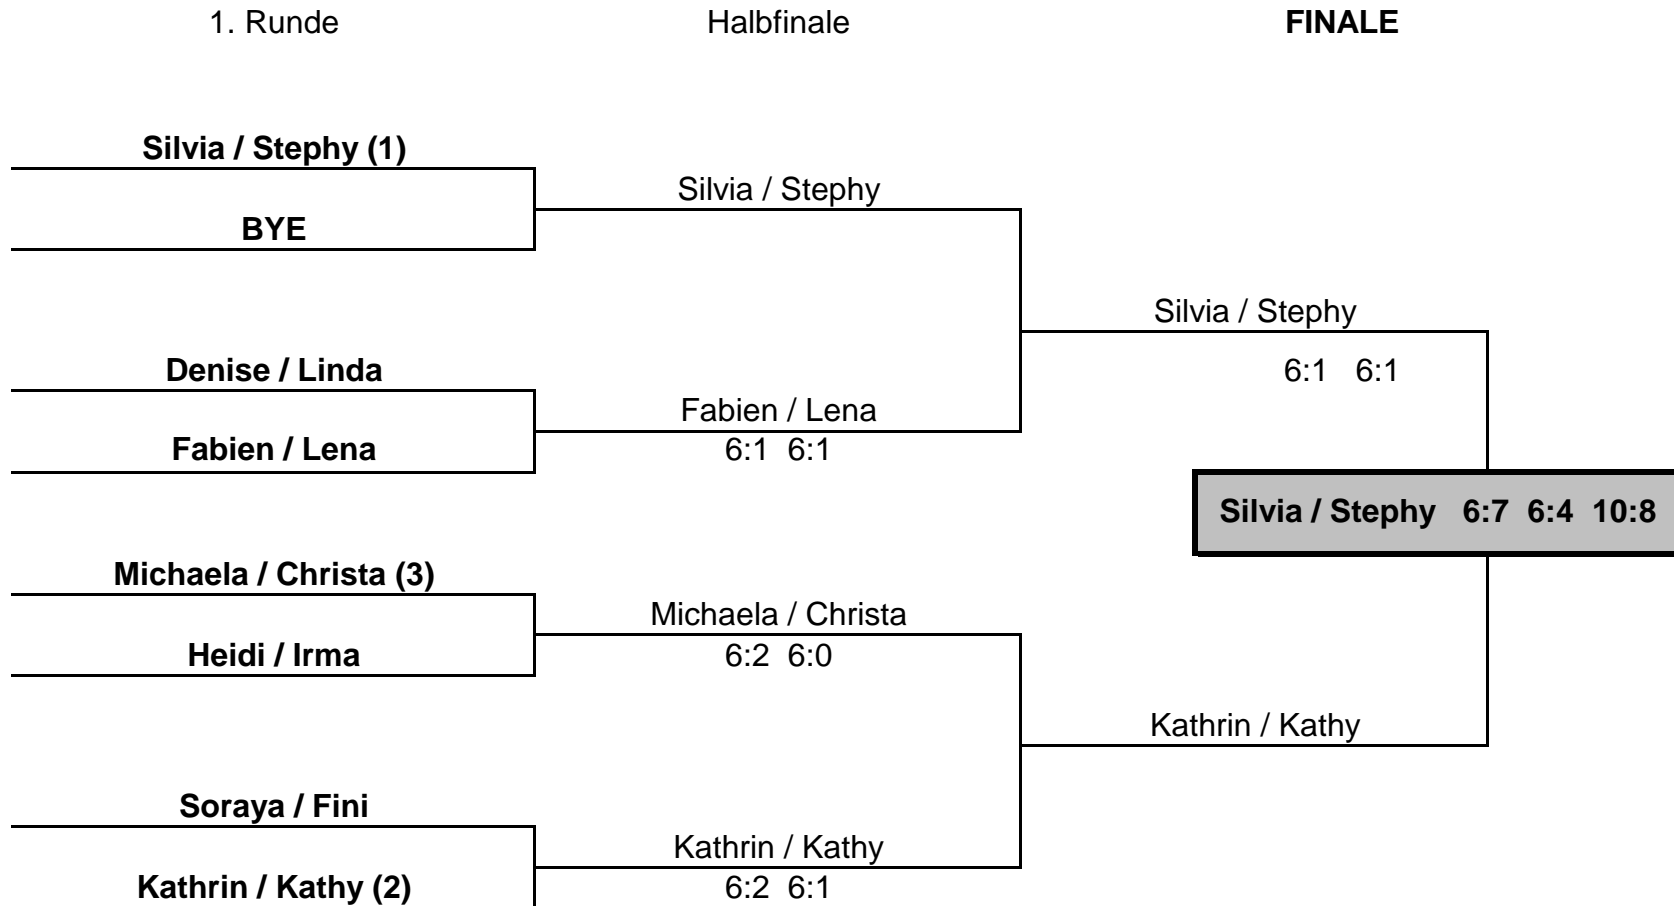 1. Runde Halbfinale FINALE
Silvia / Stephy (1)
Silvia / Stephy
BYE
Silvia / Stephy
Denise / Linda
6:1 6:1
Fabien / Lena
Fabien / Lena
6:1 6:1
Silvia / Stephy 6:7 6:4 10:8
Michaela / Christa (3)
Michaela / Christa
Heidi / Irma
6:2 6:0
Kathrin / Kathy
Soraya / Fini
Kathrin / Kathy
Kathrin / Kathy (2)
6:2 6:1